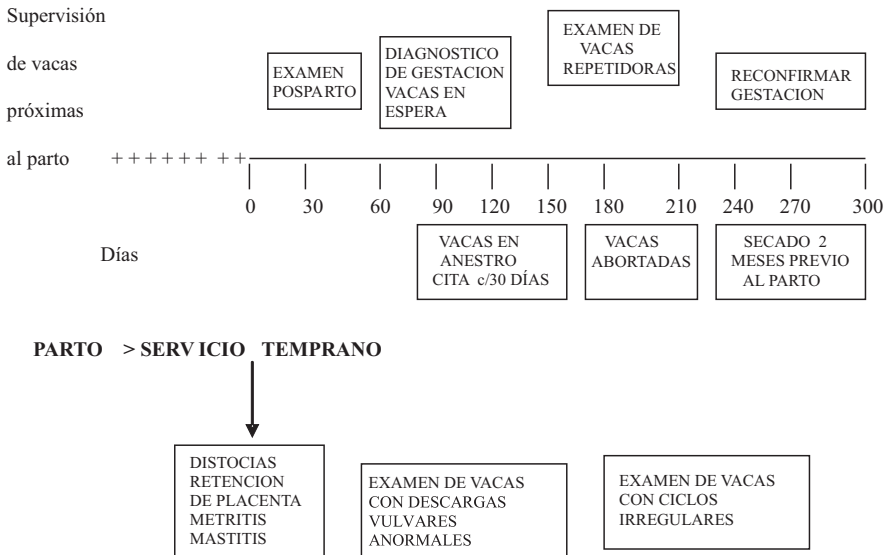 Supervisión
de vacas
próximas
al parto
EXAMEN
POSPARTO
DIAGNOSTICO
DE GESTACION
VACAS EN
ESPERA
EXAMEN DE
VACAS
REPETIDORAS
RECONFIRMAR
GESTACION
+ + + + + + + +
0 30 60 90 120 150 180 210 240 270 300
Días
VACAS EN
ANESTRO
CITA c/30 DÍAS
VACAS
ABORTADAS
SECADO 2
MESES PREVIO
AL PARTO
PARTO > SERV ICIO TEMPRANO
DISTOCIAS
RETENCION
DE PLACENTA
METRITIS
MASTITIS
EXAMEN DE VACAS
CON DESCARGAS
VULVARES
ANORMALES
EXAMEN DE VACAS
CON CICLOS
IRREGULARES